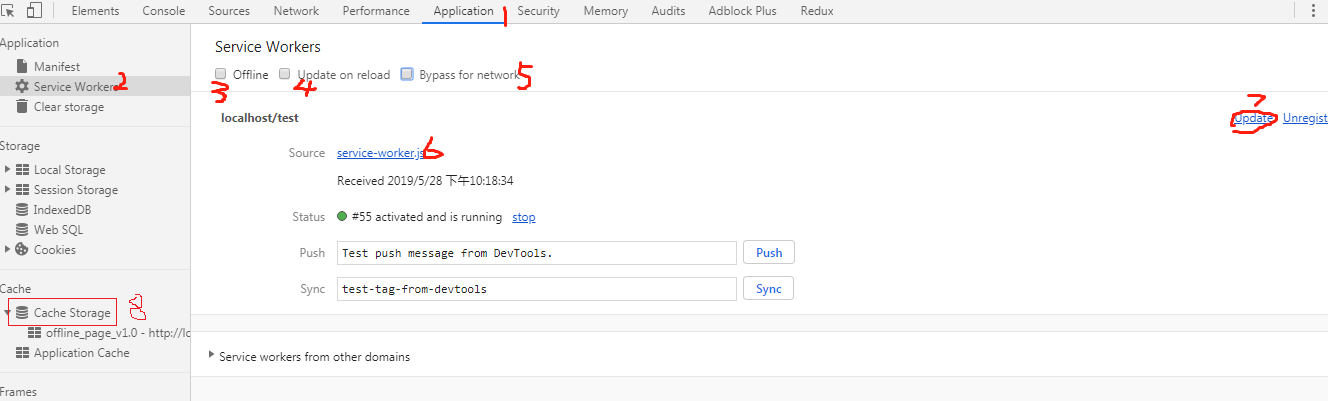 Elements Console Sources Network Performance Application 1 Security Memory Audits Adblock Plus Redux
Application
Manifest
Service Workers 2
Clear storage
Storage
Local Storage
Session Storage
IndexedDB
Web SQL
Cookies
Cache
Cache Storage 8
offline_page_v1.0 - http://lo
Application Cache
Frames
Service Workers
Offline Update on reload Bypass for network 5
3 4
7
localhost/test Update Unregist
Source service-worker.js 6
Received 2019/5/28 下午10:18:34
Status #55 activated and is running stop
Push Test push message from DevTools. Push
Sync test-tag-from-devtools Sync
Service workers from other domains